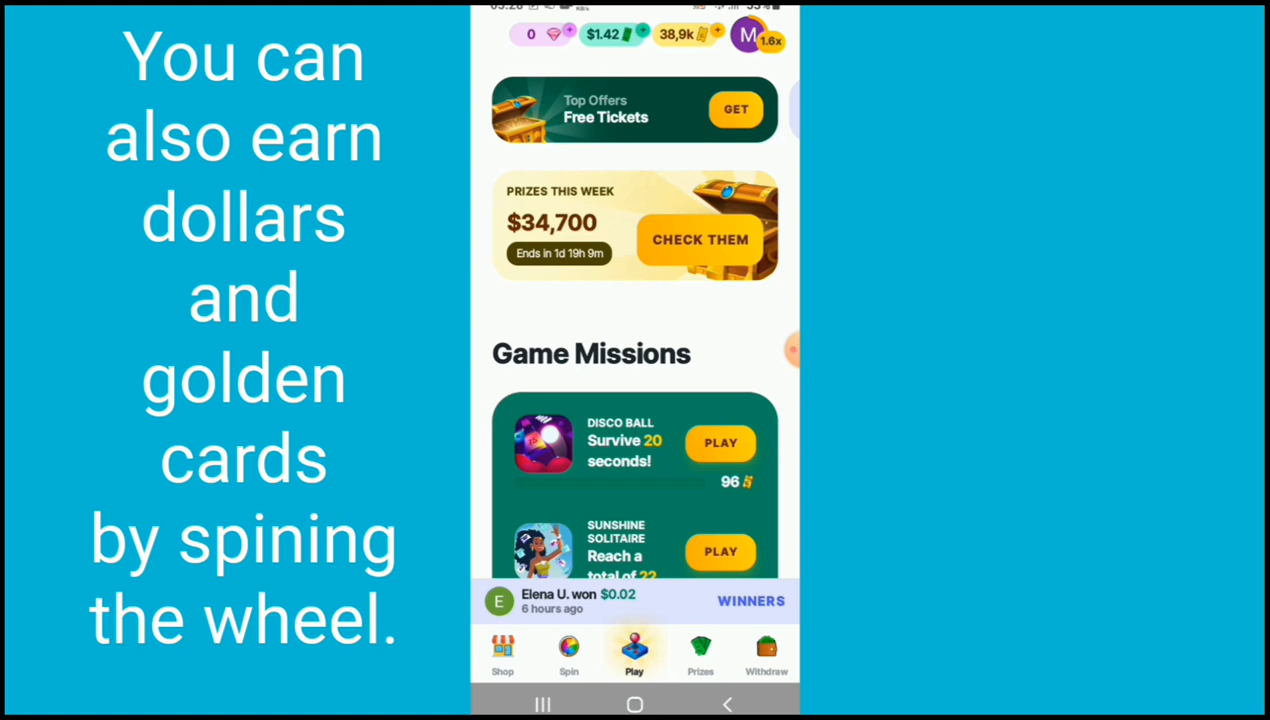 You can
also earn
dollars
and
golden
cards
by spining
the wheel.
0 $1.42 38,9k M 1.6x
Top Offers
Free Tickets
GET
PRIZES THIS WEEK
$34,700
CHECK THEM
Ends in 1d 19h 9m
Game Missions
DISCO BALL
Survive 20
seconds!
PLAY
96
SUNSHINE
SOLITAIRE
Reach a
total of 22
PLAY
E
Elena U. won $0.02
6 hours ago
WINNERS
Shop Spin Play Prizes Withdraw